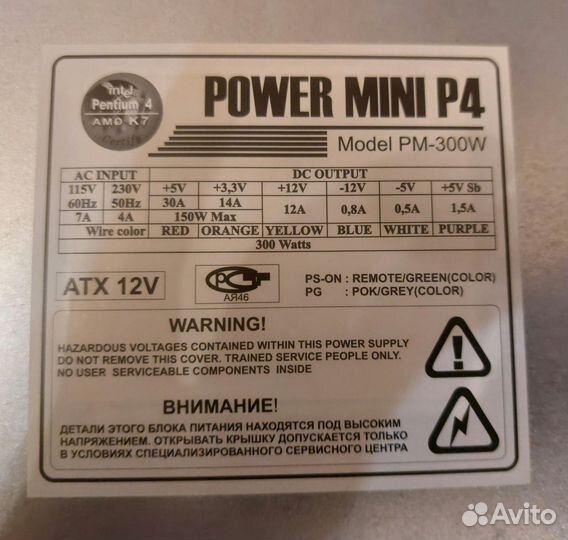 intel
Pentium 4
AMD K7
Certify
POWER MINI P4
Model PM-300W
AC INPUT DC OUTPUT
115V 230V +5V +3,3V +12V -12V -5V +5V Sb
60Hz 50Hz 30A 14A 12A 0,8A 0,5A 1,5A
7A 4A 150W Max
Wire color RED ORANGE YELLOW BLUE WHITE PURPLE
300 Watts
ATX 12V
АЯ46
PS-ON : REMOTE/GREEN(COLOR)
PG : POK/GREY(COLOR)
WARNING!
HAZARDOUS VOLTAGES CONTAINED WITHIN THIS POWER SUPPLY
DO NOT REMOVE THIS COVER. TRAINED SERVICE PEOPLE ONLY.
NO USER SERVICEABLE COMPONENTS INSIDE
ВНИМАНИЕ!
ДЕТАЛИ ЭТОГО БЛОКА ПИТАНИЯ НАХОДЯТСЯ ПОД ВЫСОКИМ
НАПРЯЖЕНИЕМ. ОТКРЫВАТЬ КРЫШКУ ДОПУСКАЕТСЯ ТОЛЬКО
В УСЛОВИЯХ СПЕЦИАЛИЗИРОВАННОГО СЕРВИСНОГО ЦЕНТРА
Avito